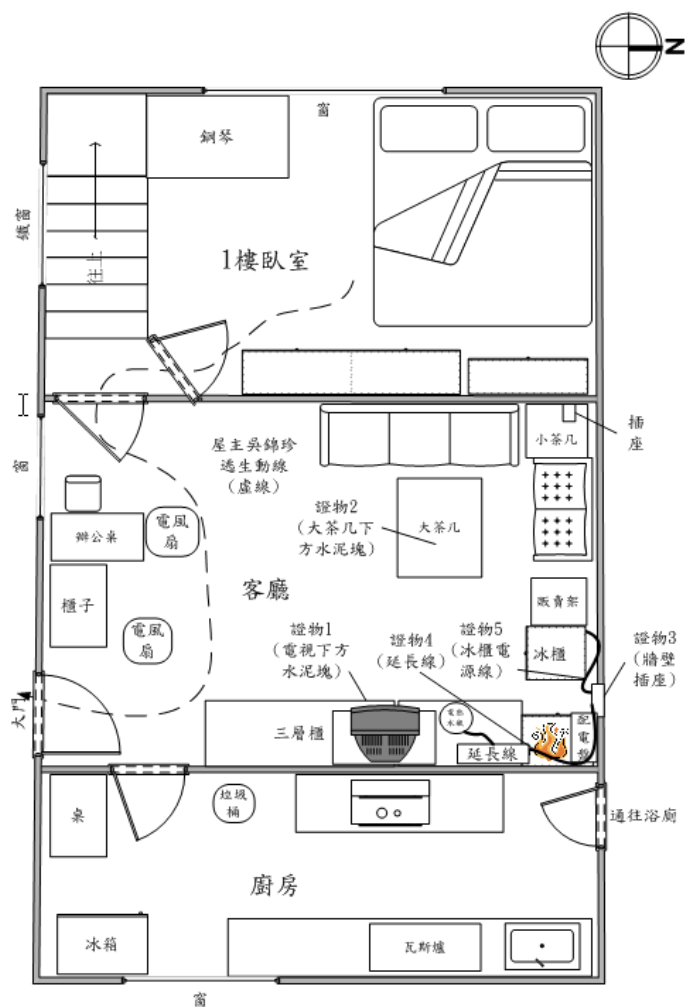 N
窗
鋼琴
鐵窗
往上
1樓臥室
插座
小茶几
屋主吳錦珍
逃生動線
(虛線)
窗
證物2
(大茶几下
方水泥塊)
大茶几
辦公桌
電風
扇
客廳
櫃子
電風
扇
販賣架
證物1
(電視下方
水泥塊)
證物4
(延長線)
證物5
(冰櫃電
源線)
冰櫃
證物3
(牆壁
插座)
大門
三層櫃
電熱
水瓶
延長線
配電盤
桌
垃圾
桶
通往浴廁
廚房
冰箱
瓦斯爐
窗